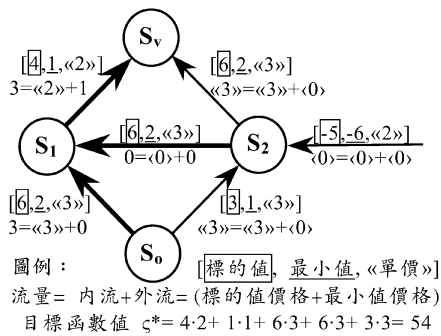 Sv
[4,1,«2»]
3=«2»+1
[6,2,«3»]
«3»=«3»+‹0›
S1
[6,2,«3»]
0=‹0›+0
S2
[-5,-6,«2»]
‹0›=‹0›+‹0›
[6,2,«3»]
3=«3»+0
[3,1,«3»]
«3»=«3»+‹0›
So
圖例：
[標的值, 最小值, «單價»]
流量= 內流+外流= (標的值價格+最小值價格)
目標函數值 ς*= 4·2+ 1·1+ 6·3+ 6·3+ 3·3= 54